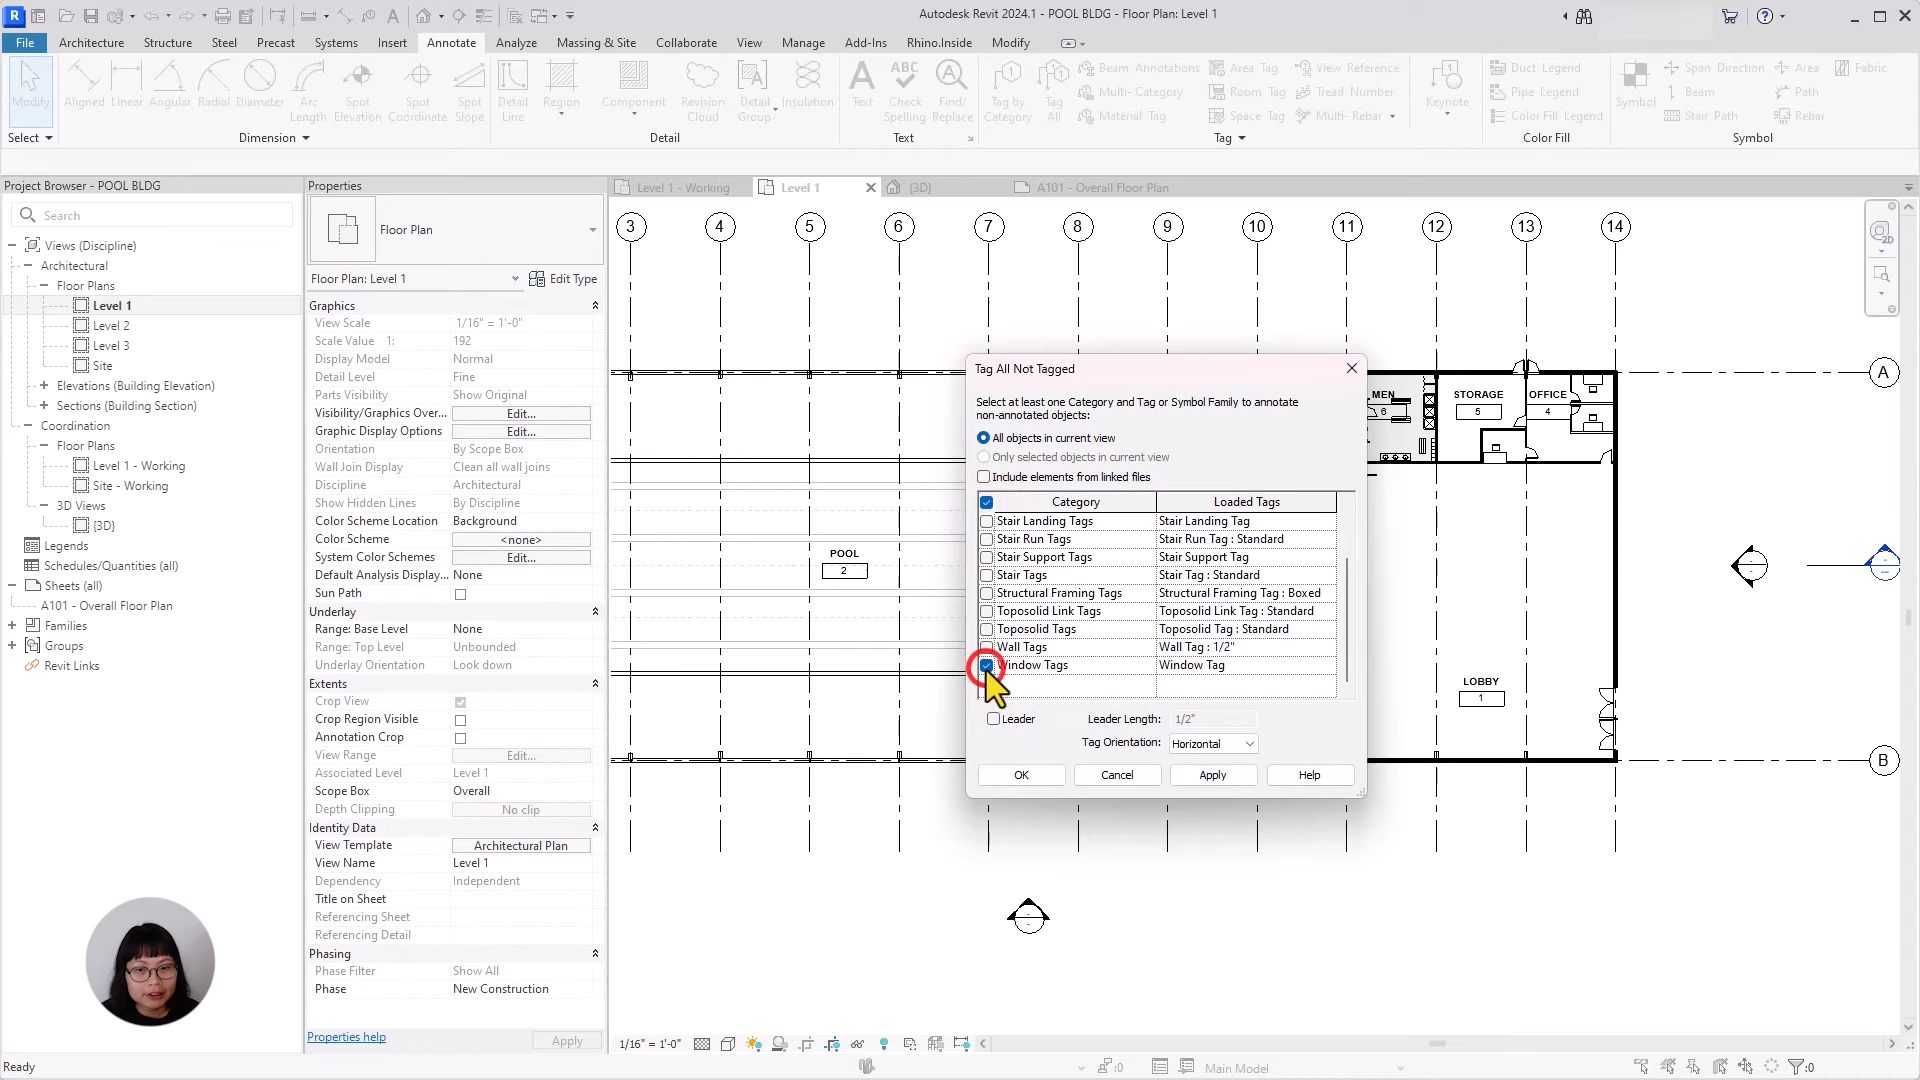 Autodesk Revit 2024.1 - POOL BLDG - Floor Plan: Level 1
File Architecture Structure Steel Precast Systems Insert Annotate Analyze Massing & Site Collaborate View Manage Add-Ins Rhino.Inside Modify
Modify
Aligned Linear Angular Radial Diameter Arc Length Spot Elevation Spot Coordinate Spot Slope
Detail Line Region Component Revision Cloud Detail Group Insulation
Text Check Spelling Find/ Replace
Tag by Category Tag All Beam Annotations Multi- Category Material Tag Area Tag Room Tag Space Tag View Reference Tread Number Multi- Rebar
Keynote
Duct Legend Pipe Legend Color Fill Legend
Symbol Span Direction Beam Stair Path Area Path Rebar Fabric
Select Dimension Detail Text Tag Color Fill Symbol
Project Browser - POOL BLDG
Search
Views (Discipline)
Architectural
Floor Plans
Level 1
Level 2
Level 3
Site
Elevations (Building Elevation)
Sections (Building Section)
Coordination
Floor Plans
Level 1 - Working
Site - Working
3D Views
{3D}
Legends
Schedules/Quantities (all)
Sheets (all)
A101 - Overall Floor Plan
Families
Groups
Revit Links
Properties
Floor Plan
Floor Plan: Level 1 Edit Type
Graphics
View Scale 1/16" = 1'-0"
Scale Value 1: 192
Display Model Normal
Detail Level Fine
Parts Visibility Show Original
Visibility/Graphics Over... Edit...
Graphic Display Options Edit...
Orientation By Scope Box
Wall Join Display Clean all wall joins
Discipline Architectural
Show Hidden Lines By Discipline
Color Scheme Location Background
Color Scheme <none>
System Color Schemes Edit...
Default Analysis Display... None
Sun Path
Underlay
Range: Base Level None
Range: Top Level Unbounded
Underlay Orientation Look down
Extents
Crop View
Crop Region Visible
Annotation Crop
View Range Edit...
Associated Level Level 1
Scope Box Overall
Depth Clipping No clip
Identity Data
View Template Architectural Plan
View Name Level 1
Dependency Independent
Title on Sheet
Referencing Sheet
Referencing Detail
Phasing
Phase Filter Show All
Phase New Construction
Properties help Apply
Level 1 - Working Level 1 {3D} A101 - Overall Floor Plan
2D
3 4 5 6 7 8 9 10 11 12 13 14
A
MEN STORAGE OFFICE
6 5 4
POOL
2
LOBBY
1
B
Tag All Not Tagged
Select at least one Category and Tag or Symbol Family to annotate
non-annotated objects:
All objects in current view
Only selected objects in current view
Include elements from linked files
Category Loaded Tags
Stair Landing Tags Stair Landing Tag
Stair Run Tags Stair Run Tag : Standard
Stair Support Tags Stair Support Tag
Stair Tags Stair Tag : Standard
Structural Framing Tags Structural Framing Tag : Boxed
Toposolid Link Tags Toposolid Link Tag : Standard
Toposolid Tags Toposolid Tag : Standard
Wall Tags Wall Tag : 1/2"
Window Tags Window Tag
Leader Leader Length: 1/2"
Tag Orientation: Horizontal
OK Cancel Apply Help
1/16" = 1'-0"
Ready :0 Main Model :0